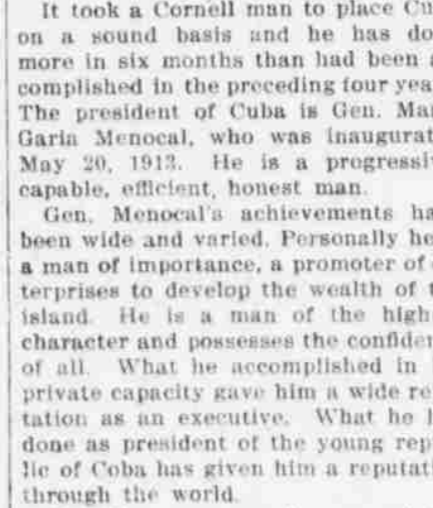 It took a Cornell man to place Cu
on a sound basis and he has do
more in six months than had been a
complished in the preceding four yea
The president of Cuba is Gen. Mar
Garia Menocal, who was inaugurat
May 20, 1913. He is a progressiv
capable, efficient, honest man.
Gen. Menocal's achievements ha
been wide and varied. Personally he
a man of importance, a promoter of e
terprises to develop the wealth of t
island. He is a man of the high
character and possesses the confiden
of all. What he accomplished in
private capacity gave him a wide re
tation as an executive. What he h
done as president of the young rep
lic of Coba has given him a reputati
through the world.